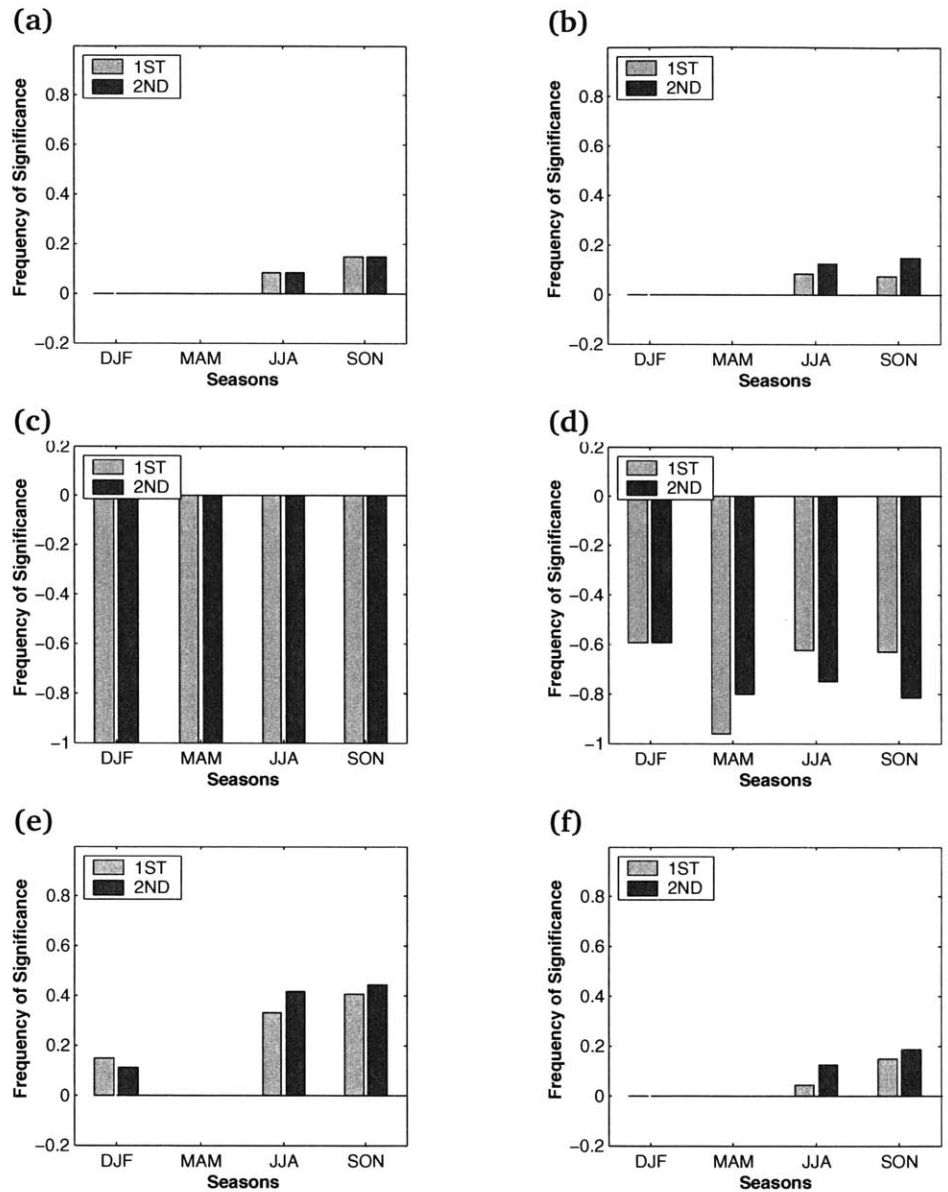 (a)
1ST
2ND
0.8
0.6
0.4
0.2
0
−0.2
Frequency of Significance
DJF MAM JJA SON
Seasons
(b)
1ST
2ND
0.8
0.6
0.4
0.2
0
−0.2
Frequency of Significance
DJF MAM JJA SON
Seasons
(c)
0.2
1ST
2ND
0
−0.2
−0.4
−0.6
−0.8
−1
Frequency of Significance
DJF MAM JJA SON
Seasons
(d)
0.2
1ST
2ND
0
−0.2
−0.4
−0.6
−0.8
−1
Frequency of Significance
DJF MAM JJA SON
Seasons
(e)
1ST
2ND
0.8
0.6
0.4
0.2
0
−0.2
Frequency of Significance
DJF MAM JJA SON
Seasons
(f)
1ST
2ND
0.8
0.6
0.4
0.2
0
−0.2
Frequency of Significance
DJF MAM JJA SON
Seasons